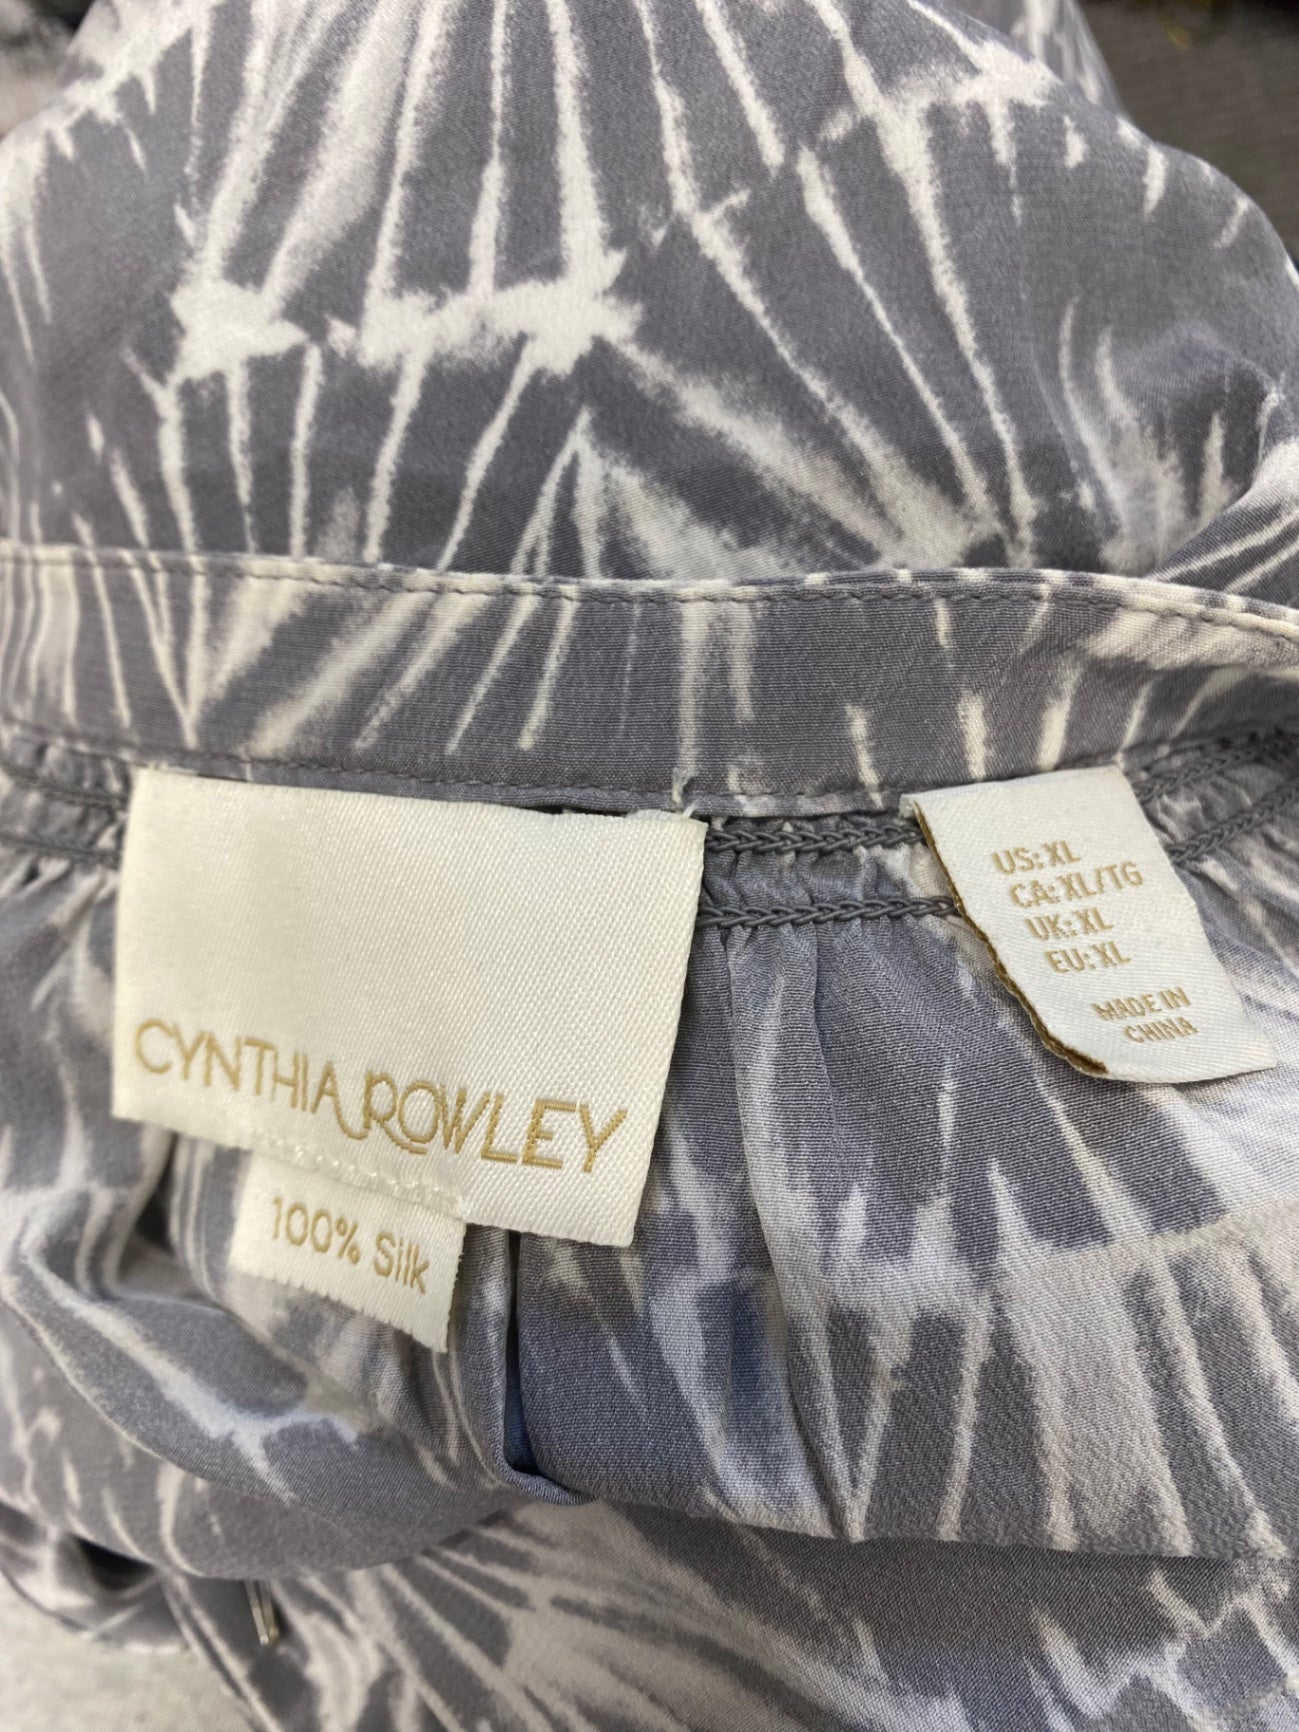 CYNTHIA ROWLEY
100% Silk
US: XL
CA: XL/TG
UK: XL
EU: XL
MADE IN
CHINA